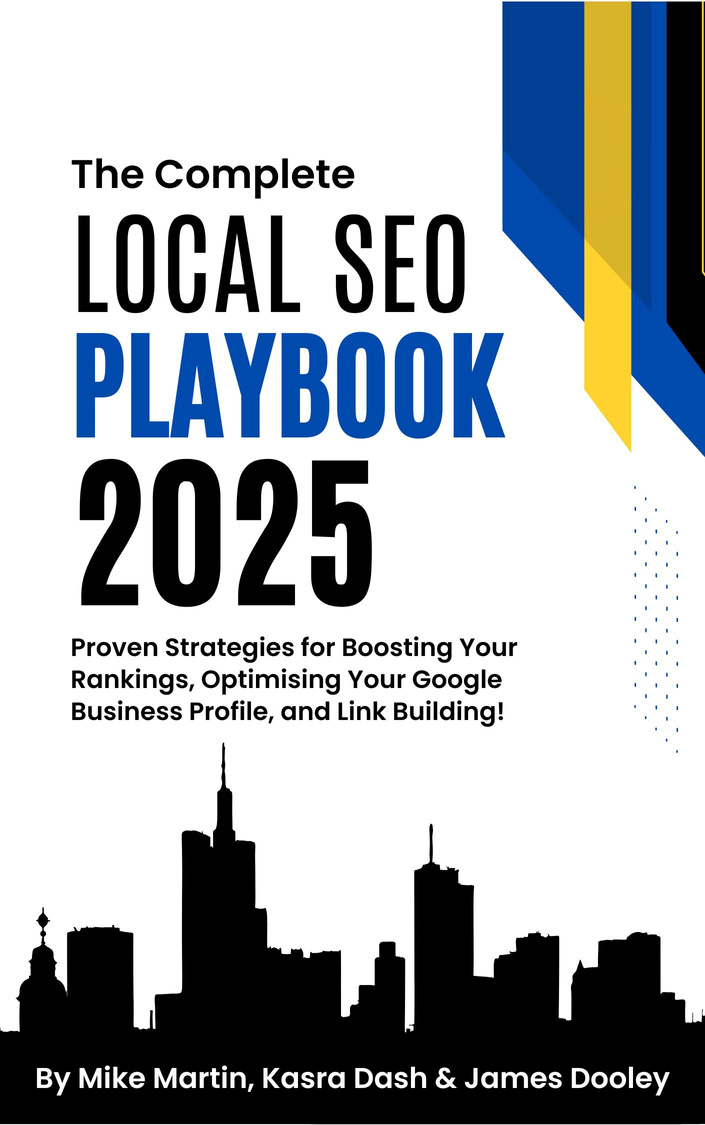 The Complete
LOCAL SEO
PLAYBOOK
2025
Proven Strategies for Boosting Your
Rankings, Optimising Your Google
Business Profile, and Link Building!
By Mike Martin, Kasra Dash & James Dooley